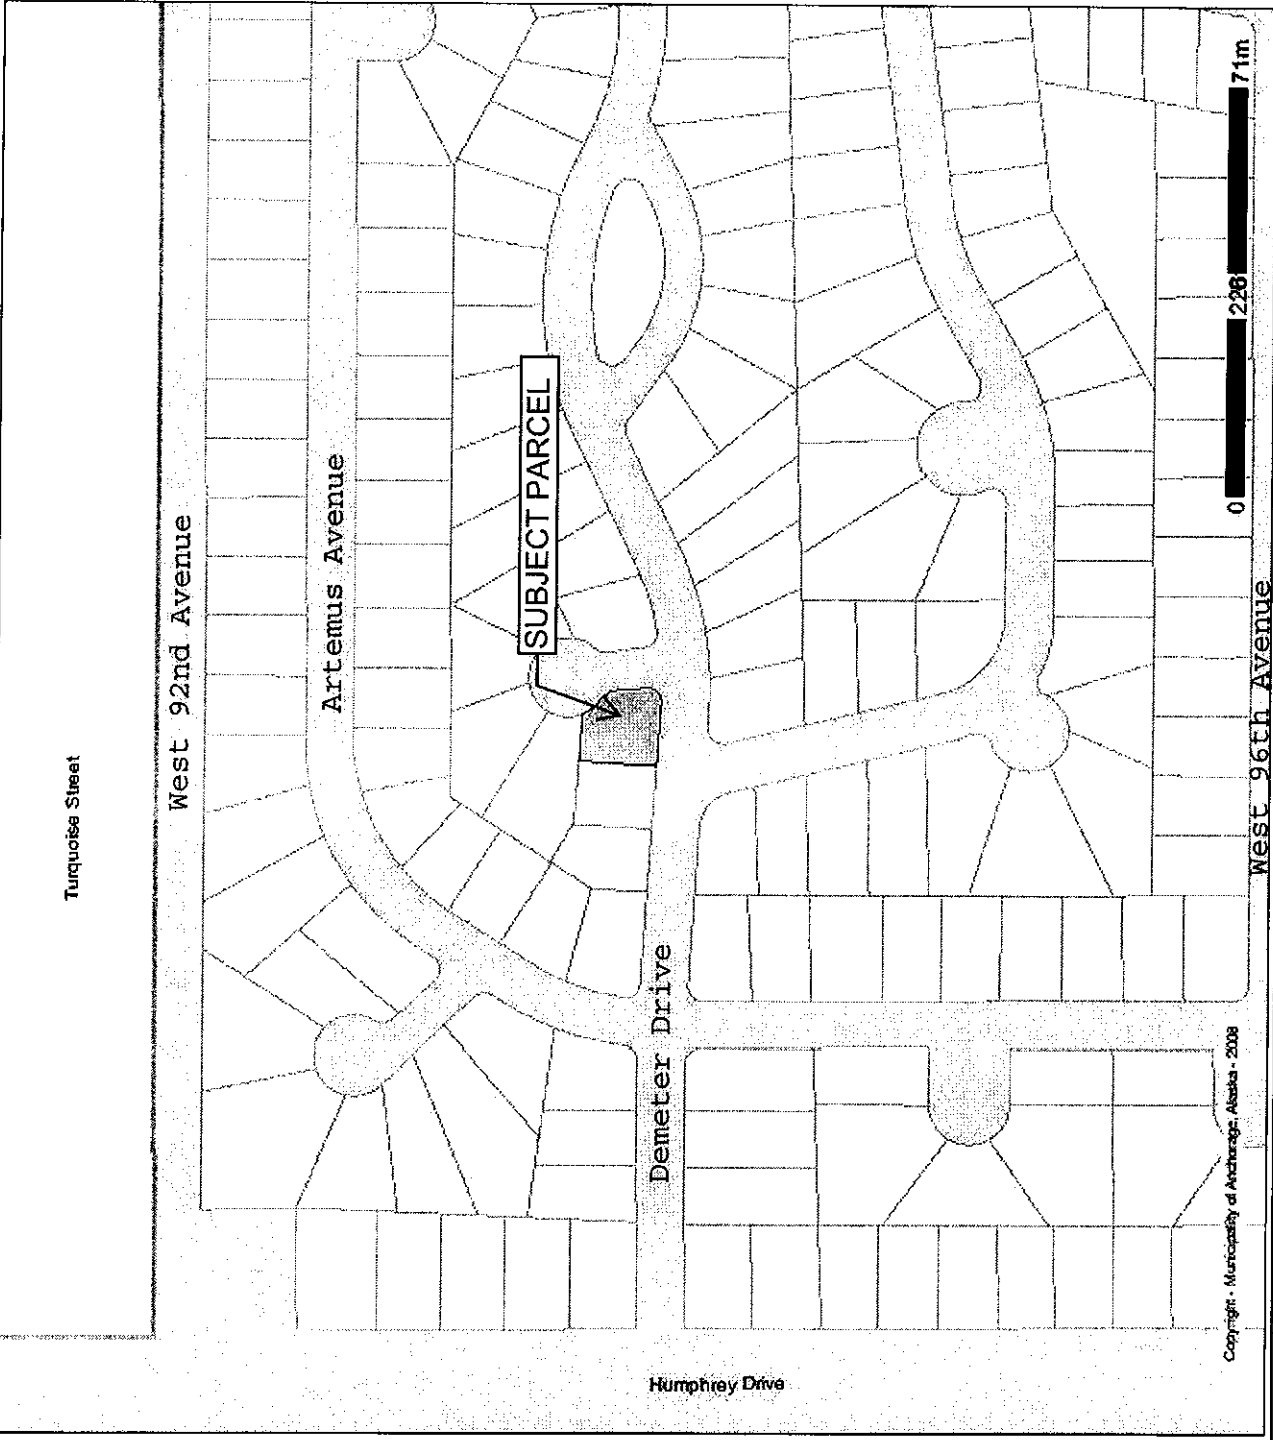 Turquoise Street
West 92nd Avenue
Artemus Avenue
SUBJECT PARCEL
Demeter Drive
Humphrey Drive
West 96th Avenue
0 226 71m
Copyright - Municipality of Anchorage, Alaska - 2008